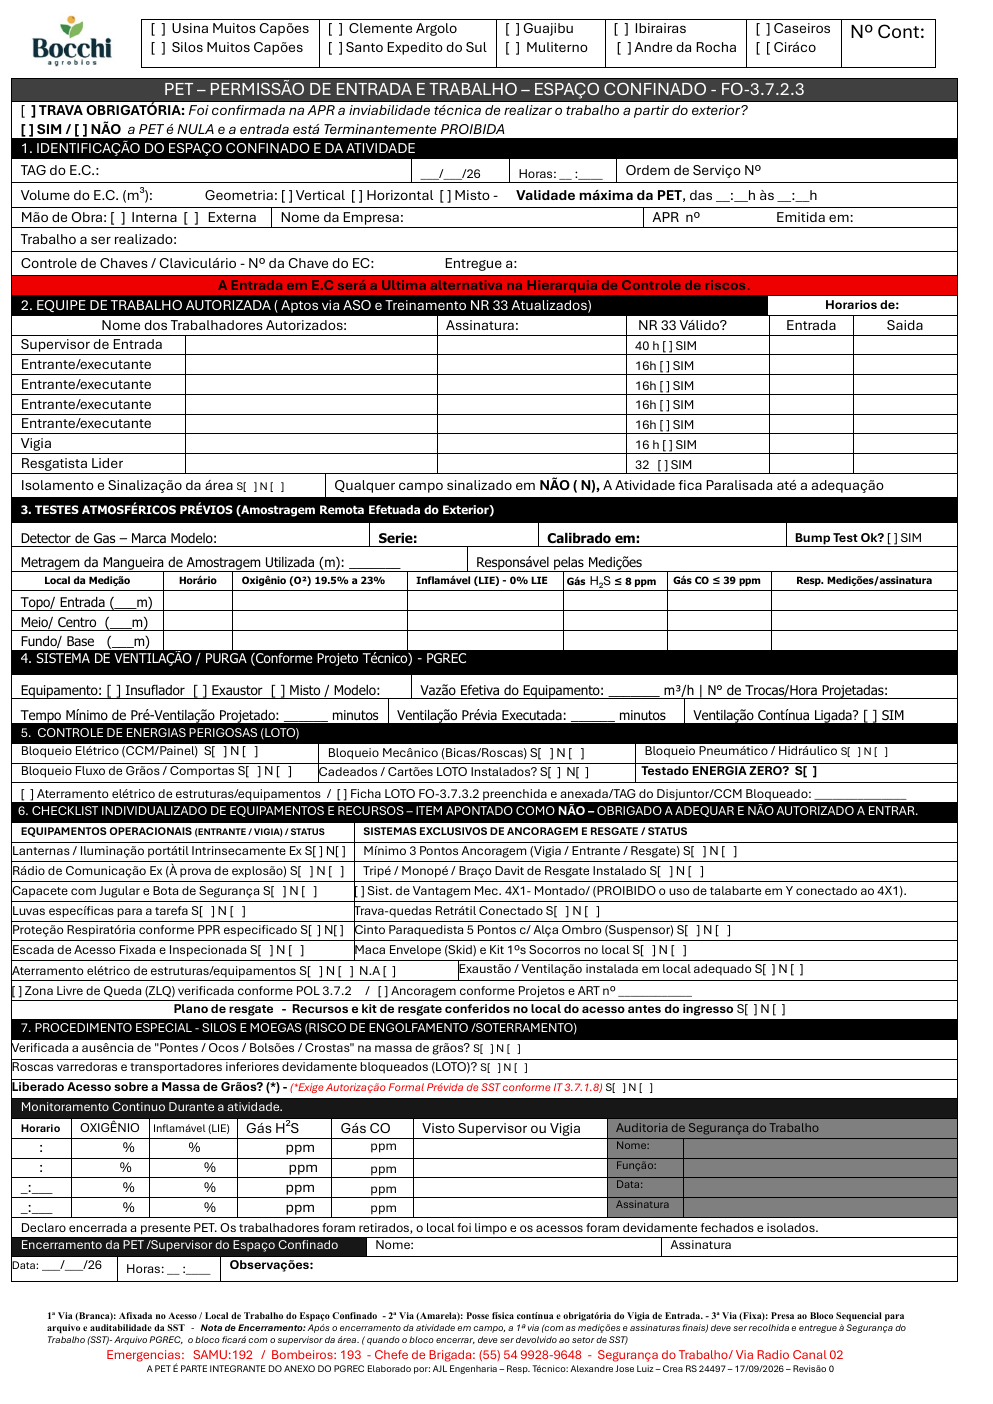 Bocchi
agrobios
[ ] Usina Muitos Capões [ ] Clemente Argolo [ ] Guajibu [ ] Ibirairas [ ] Caseiros Nº Cont:
[ ] Silos Muitos Capões [ ] Santo Expedito do Sul [ ] Muliterno [ ] Andre da Rocha [ [ Ciráco
PET – PERMISSÃO DE ENTRADA E TRABALHO – ESPAÇO CONFINADO - FO-3.7.2.3
[ ] TRAVA OBRIGATÓRIA: Foi confirmada na APR a inviabilidade técnica de realizar o trabalho a partir do exterior?
[ ] SIM / [ ] NÃO a PET é NULA e a entrada está Terminantemente PROIBIDA
1. IDENTIFICAÇÃO DO ESPAÇO CONFINADO E DA ATIVIDADE
TAG do E.C.: ___/___/26 Horas: __ :____ Ordem de Serviço Nº
Volume do E.C. (m³): Geometria: [ ] Vertical [ ] Horizontal [ ] Misto - Validade máxima da PET, das __:__h às __:__h
Mão de Obra: [ ] Interna [ ] Externa Nome da Empresa: APR nº Emitida em:
Trabalho a ser realizado:
Controle de Chaves / Claviculário - Nº da Chave do EC: Entregue a:
A Entrada em E.C será a Ultima alternativa na Hierarquia de Controle de riscos.
2. EQUIPE DE TRABALHO AUTORIZADA ( Aptos via ASO e Treinamento NR 33 Atualizados) Horarios de:
Nome dos Trabalhadores Autorizados: Assinatura: NR 33 Válido? Entrada Saida
Supervisor de Entrada 40 h [ ] SIM
Entrante/executante 16h [ ] SIM
Entrante/executante 16h [ ] SIM
Entrante/executante 16h [ ] SIM
Entrante/executante 16h [ ] SIM
Vigia 16 h [ ] SIM
Resgatista Lider 32 [ ] SIM
Isolamento e Sinalização da área S[ ] N [ ] Qualquer campo sinalizado em NÃO ( N), A Atividade fica Paralisada até a adequação
3. TESTES ATMOSFÉRICOS PRÉVIOS (Amostragem Remota Efetuada do Exterior)
Detector de Gas – Marca Modelo: Serie: Calibrado em: Bump Test Ok? [ ] SIM
Metragem da Mangueira de Amostragem Utilizada (m): _______ Responsável pelas Medições
Local da Medição Horário Oxigênio (O²) 19.5% a 23% Inflamável (LIE) - 0% LIE Gás H₂S ≤ 8 ppm Gás CO ≤ 39 ppm Resp. Medições/assinatura
Topo/ Entrada (___m)
Meio/ Centro (___m)
Fundo/ Base (___m)
4. SISTEMA DE VENTILAÇÃO / PURGA (Conforme Projeto Técnico) - PGREC
Equipamento: [ ] Insuflador [ ] Exaustor [ ] Misto / Modelo: Vazão Efetiva do Equipamento: _______ m³/h | N° de Trocas/Hora Projetadas:
Tempo Mínimo de Pré-Ventilação Projetado: ______ minutos Ventilação Prévia Executada: ______ minutos Ventilação Contínua Ligada? [ ] SIM
5. CONTROLE DE ENERGIAS PERIGOSAS (LOTO)
Bloqueio Elétrico (CCM/Painel) S[ ] N [ ] Bloqueio Mecânico (Bicas/Roscas) S[ ] N [ ] Bloqueio Pneumático / Hidráulico S[ ] N [ ]
Bloqueio Fluxo de Grãos / Comportas S[ ] N [ ] Cadeados / Cartões LOTO Instalados? S[ ] N[ ] Testado ENERGIA ZERO? S[ ]
[ ] Aterramento elétrico de estruturas/equipamentos / [ ] Ficha LOTO FO-3.7.3.2 preenchida e anexada/TAG do Disjuntor/CCM Bloqueado: ______________
6. CHECKLIST INDIVIDUALIZADO DE EQUIPAMENTOS E RECURSOS – ITEM APONTADO COMO NÃO – OBRIGADO A ADEQUAR E NÃO AUTORIZADO A ENTRAR.
EQUIPAMENTOS OPERACIONAIS (ENTRANTE / VIGIA) / STATUS SISTEMAS EXCLUSIVOS DE ANCORAGEM E RESGATE / STATUS
Lanternas / Iluminação portátil Intrinsecamente Ex S[ ] N[ ] Mínimo 3 Pontos Ancoragem (Vigia / Entrante / Resgate) S[ ] N [ ]
Rádio de Comunicação Ex (À prova de explosão) S[ ] N [ ] Tripé / Monopé / Braço Davit de Resgate Instalado S[ ] N [ ]
Capacete com Jugular e Bota de Segurança S[ ] N [ ] [ ] Sist. de Vantagem Mec. 4X1- Montado/ (PROIBIDO o uso de talabarte em Y conectado ao 4X1).
Luvas específicas para a tarefa S[ ] N [ ] Trava-quedas Retrátil Conectado S[ ] N [ ]
Proteção Respiratória conforme PPR especificado S[ ] N[ ] Cinto Paraquedista 5 Pontos c/ Alça Ombro (Suspensor) S[ ] N [ ]
Escada de Acesso Fixada e Inspecionada S[ ] N [ ] Maca Envelope (Skid) e Kit 1ºs Socorros no local S[ ] N [ ]
Aterramento elétrico de estruturas/equipamentos S[ ] N [ ] N.A [ ] Exaustão / Ventilação instalada em local adequado S[ ] N [ ]
[ ] Zona Livre de Queda (ZLQ) verificada conforme POL 3.7.2 / [ ] Ancoragem conforme Projetos e ART nº ___________
Plano de resgate - Recursos e kit de resgate conferidos no local do acesso antes do ingresso S[ ] N [ ]
7. PROCEDIMENTO ESPECIAL - SILOS E MOEGAS (RISCO DE ENGOLFAMENTO /SOTERRAMENTO)
Verificada a ausência de "Pontes / Ocos / Bolsões / Crostas" na massa de grãos? S[ ] N [ ]
Roscas varredoras e transportadores inferiores devidamente bloqueados (LOTO)? S[ ] N [ ]
Liberado Acesso sobre a Massa de Grãos? (*) - (*Exige Autorização Formal Prévia de SST conforme IT 3.7.1.8) S[ ] N [ ]
Monitoramento Continuo Durante a atividade.
Horario OXIGÊNIO Inflamável (LIE) Gás H²S Gás CO Visto Supervisor ou Vigia Auditoria de Segurança do Trabalho
: % % ppm ppm Nome:
: % % ppm ppm Função:
_:___ % % ppm ppm Data:
_:___ % % ppm ppm Assinatura
Declaro encerrada a presente PET. Os trabalhadores foram retirados, o local foi limpo e os acessos foram devidamente fechados e isolados.
Encerramento da PET /Supervisor do Espaço Confinado Nome: Assinatura
Data: ___/___/26 Horas: __ :____ Observações:
1ª Via (Branca): Afixada no Acesso / Local de Trabalho do Espaço Confinado - 2ª Via (Amarela): Posse física contínua e obrigatória do Vigia de Entrada. - 3ª Via (Fixa): Presa ao Bloco Sequencial para
arquivo e auditabilidade da SST - Nota de Encerramento: Após o encerramento da atividade em campo, a 1ª via (com as medições e assinaturas finais) deve ser recolhida e entregue à Segurança do
Trabalho (SST)- Arquivo PGREC, o bloco ficará com o supervisor da área. ( quando o bloco encerrar, deve ser devolvido ao setor de SST)
Emergencias: SAMU:192 / Bombeiros: 193 - Chefe de Brigada: (55) 54 9928-9648 - Segurança do Trabalho/ Via Radio Canal 02
A PET É PARTE INTEGRANTE DO ANEXO DO PGREC Elaborado por: AJL Engenharia – Resp. Técnico: Alexandre Jose Luiz – Crea RS 24497 – 17/09/2026 – Revisão 0